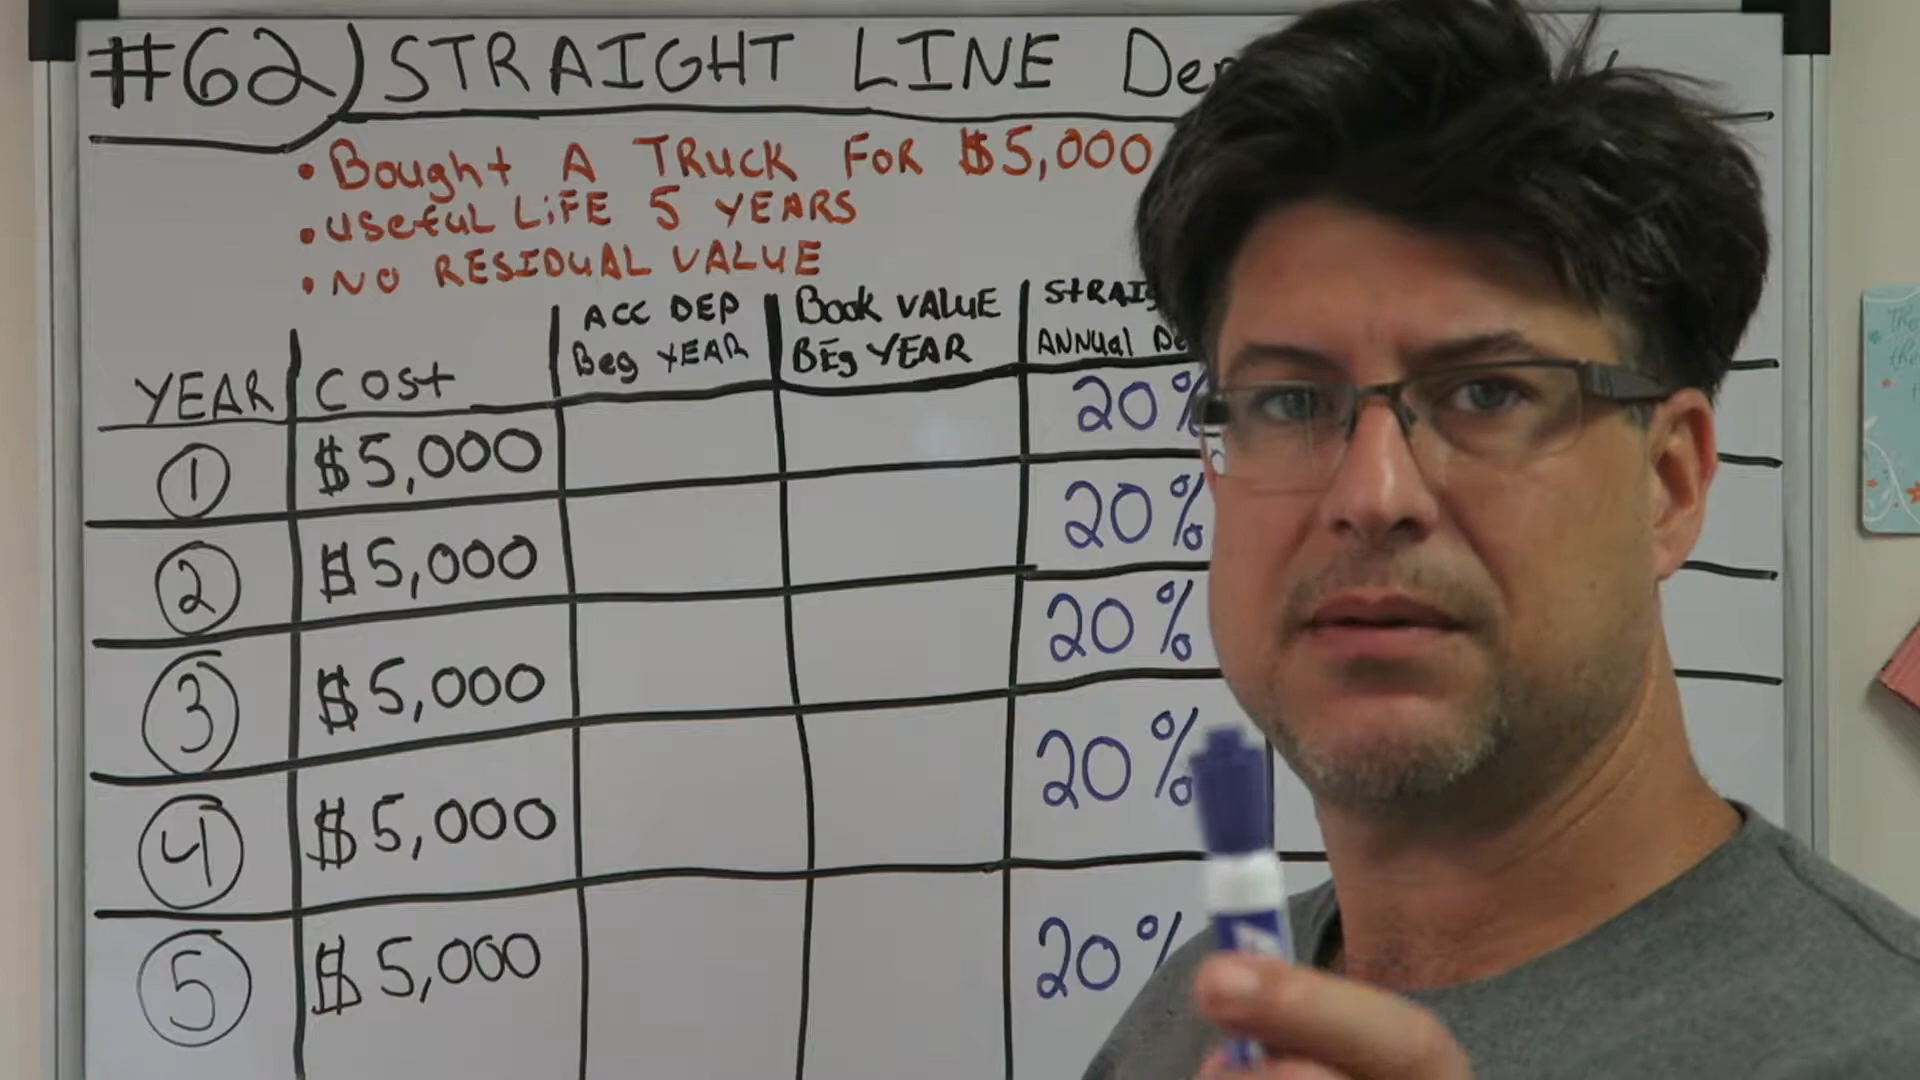 #62) STRAIGHT LINE Dep
• Bought A TRUCK FOR $5,000
• Useful LiFE 5 YEARS
• NO RESIDUAL VALUE
YEAR COSt ACC DEP Beg YEAR Book VALUE BEg YEAR StRAIG ANNUAl De
1 $5,000 20%
2 $5,000 20%
3 $5,000 20%
4 $5,000 20%
5 $5,000 20%